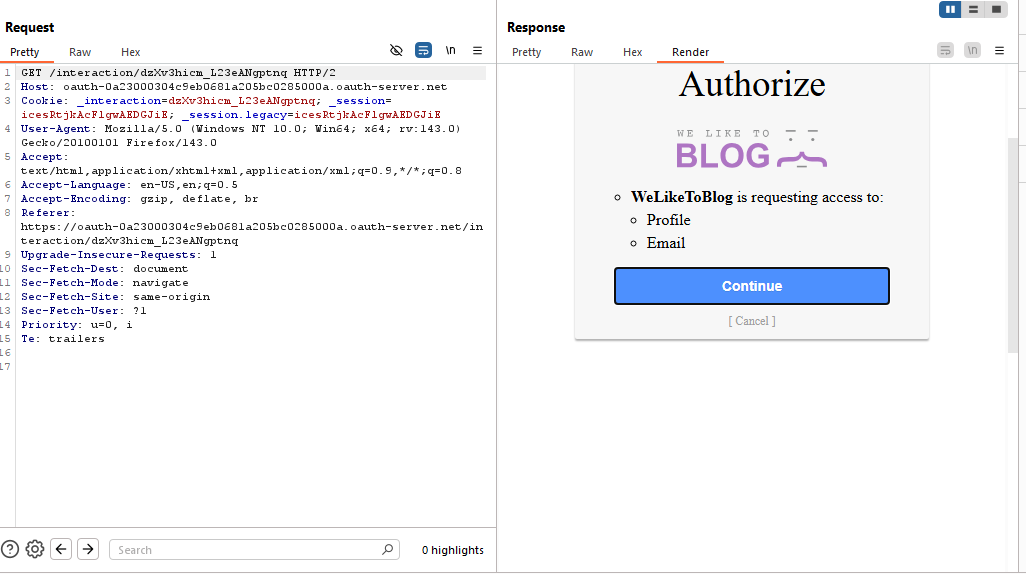 Request
Pretty Raw Hex \n
1 GET /interaction/dzXv3hicm_L23eANgptnq HTTP/2
2 Host: oauth-0a23000304c9eb0681a205bc0285000a.oauth-server.net
3 Cookie: _interaction=dzXv3hicm_L23eANgptnq; _session=
icesRtjkAcFlgwAEDGJiE; _session.legacy=icesRtjkAcFlgwAEDGJiE
4 User-Agent: Mozilla/5.0 (Windows NT 10.0; Win64; x64; rv:143.0)
Gecko/20100101 Firefox/143.0
5 Accept:
text/html,application/xhtml+xml,application/xml;q=0.9,*/*;q=0.8
6 Accept-Language: en-US,en;q=0.5
7 Accept-Encoding: gzip, deflate, br
8 Referer:
https://oauth-0a23000304c9eb0681a205bc0285000a.oauth-server.net/in
teraction/dzXv3hicm_L23eANgptnq
9 Upgrade-Insecure-Requests: 1
10 Sec-Fetch-Dest: document
11 Sec-Fetch-Mode: navigate
12 Sec-Fetch-Site: same-origin
13 Sec-Fetch-User: ?1
14 Priority: u=0, i
15 Te: trailers
16
17
Search
0 highlights
Response
Pretty Raw Hex Render \n
Authorize
WE LIKE TO
BLOG
WeLikeToBlog is requesting access to:
Profile
Email
Continue
[ Cancel ]